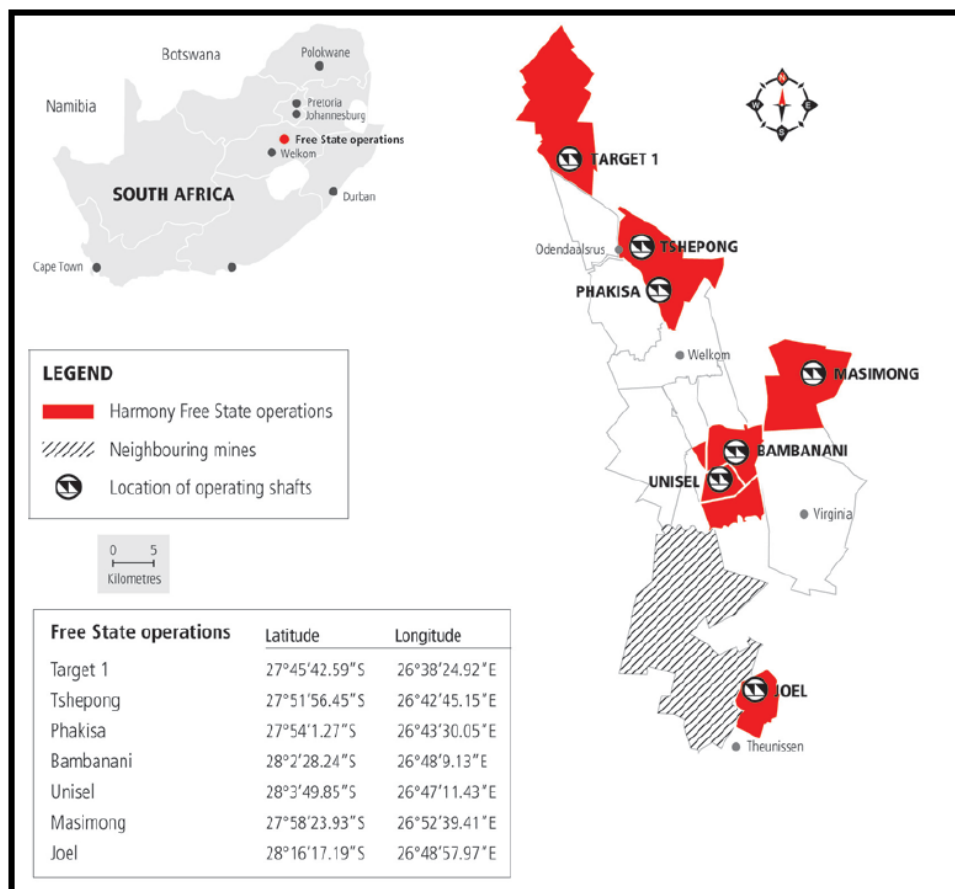 Botswana
Polokwane
Namibia
Pretoria
Johannesburg
Free State operations
Welkom
SOUTH AFRICA
Durban
Cape Town
N
W
E
S
TARGET 1
Odendaalsrus
TSHEPONG
PHAKISA
Welkom
MASIMONG
BAMBANANI
UNISEL
Virginia
JOEL
Theunissen
LEGEND
Harmony Free State operations
Neighbouring mines
Location of operating shafts
0 5
Kilometres
Free State operations Latitude Longitude
Target 1 27°45'42.59"S 26°38'24.92"E
Tshepong 27°51'56.45"S 26°42'45.15"E
Phakisa 27°54'1.27"S 26°43'30.05"E
Bambanani 28°2'28.24"S 26°48'9.13"E
Unisel 28°3'49.85"S 26°47'11.43"E
Masimong 27°58'23.93"S 26°52'39.41"E
Joel 28°16'17.19"S 26°48'57.97"E